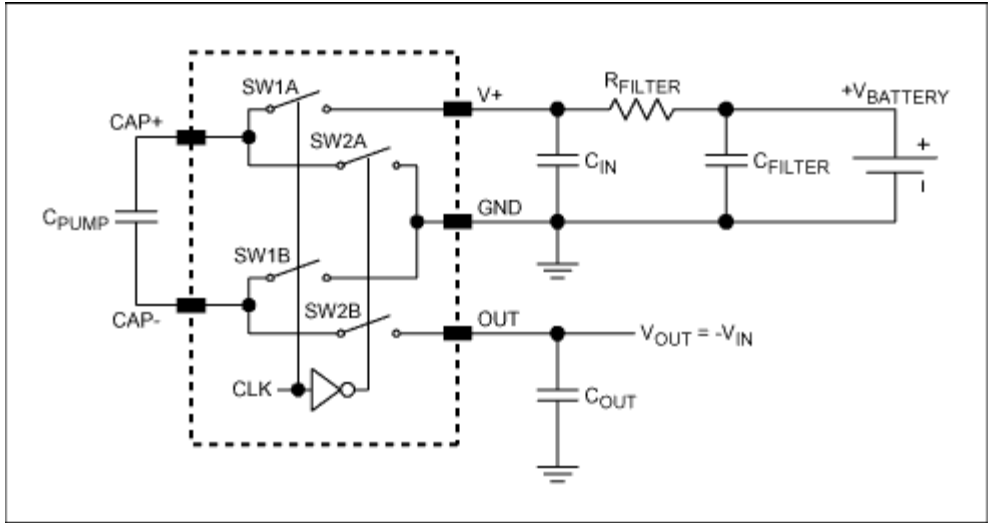 SW1A
V+
RFILTER
+VBATTERY
CAP+
SW2A
CIN
CFILTER
+
-
CPUMP
GND
SW1B
CAP-
SW2B
OUT
VOUT = -VIN
CLK
COUT